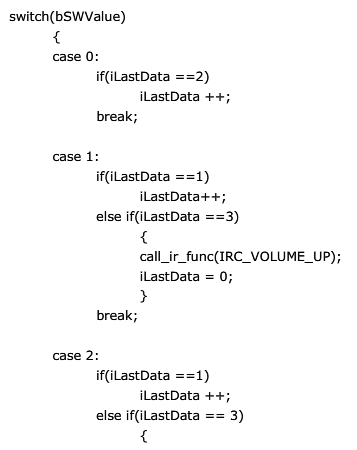 switch(bSWValue)
{
case 0:
if(iLastData ==2)
iLastData ++;
break;
case 1:
if(iLastData ==1)
iLastData++;
else if(iLastData ==3)
{
call_ir_func(IRC_VOLUME_UP);
iLastData = 0;
}
break;
case 2:
if(iLastData ==1)
iLastData ++;
else if(iLastData == 3)
{